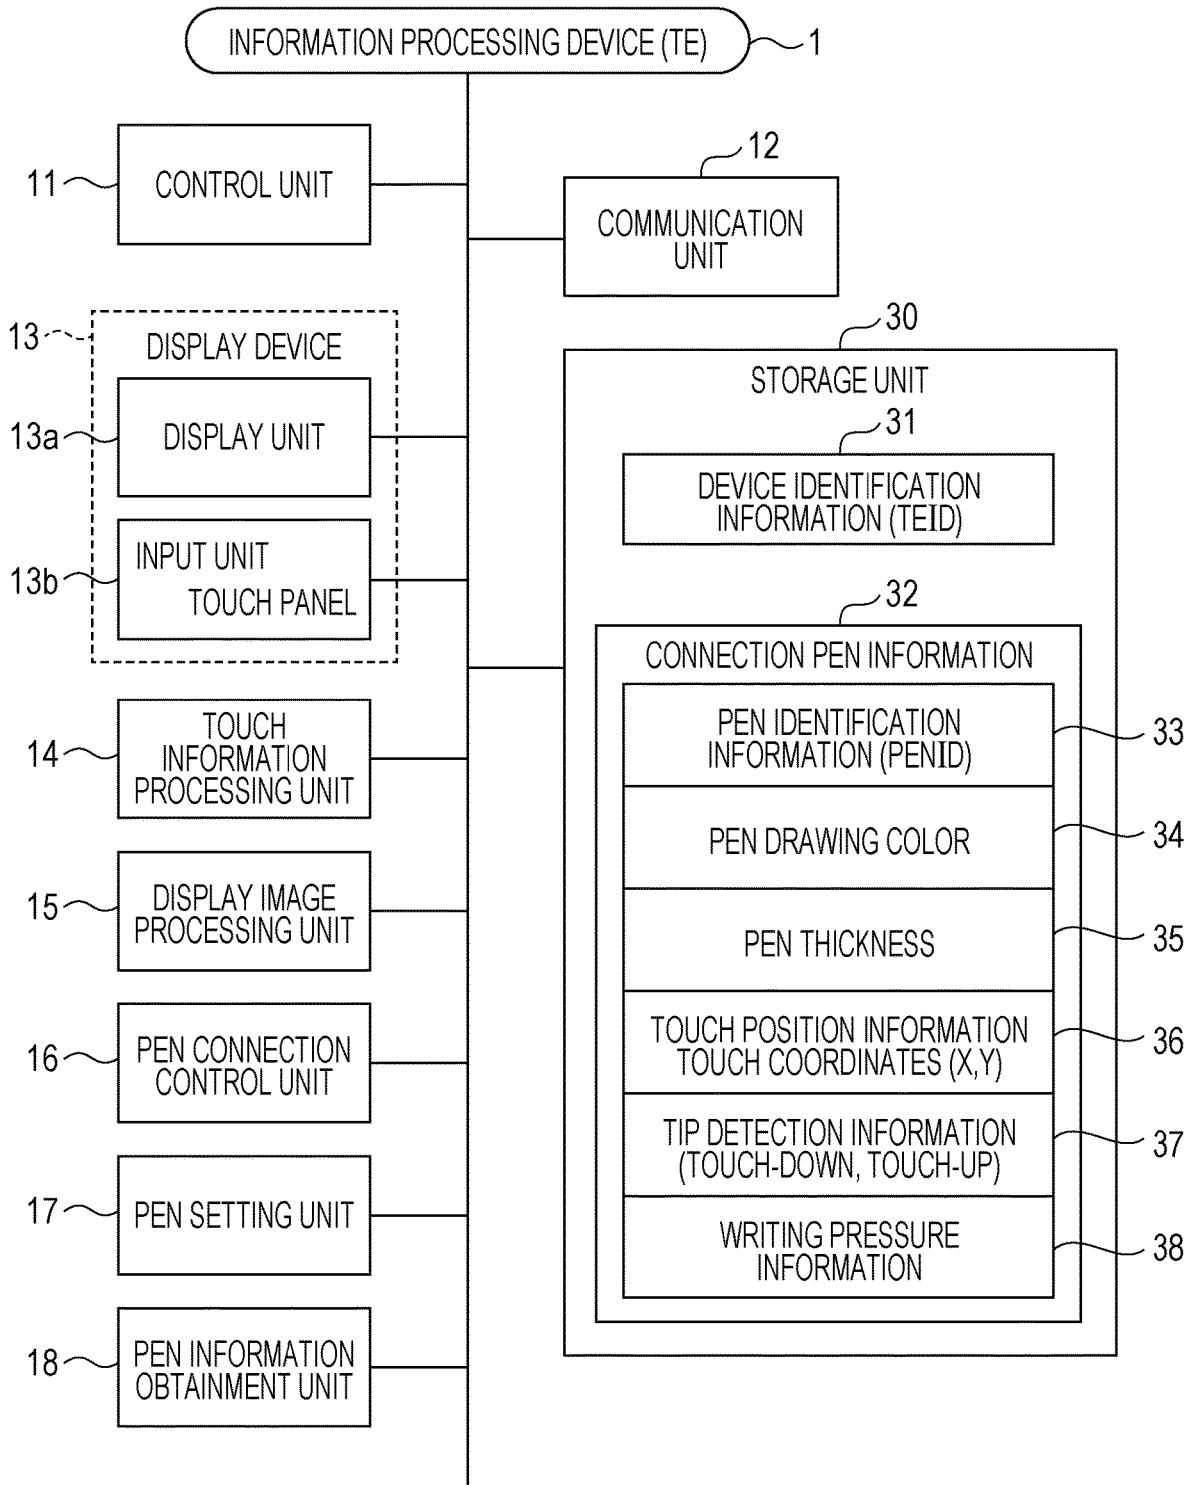 INFORMATION PROCESSING DEVICE (TE)
1
11
CONTROL UNIT
12
COMMUNICATION
UNIT
13
DISPLAY DEVICE
13a
DISPLAY UNIT
13b
INPUT UNIT
TOUCH PANEL
14
TOUCH
INFORMATION
PROCESSING UNIT
15
DISPLAY IMAGE
PROCESSING UNIT
16
PEN CONNECTION
CONTROL UNIT
17
PEN SETTING UNIT
18
PEN INFORMATION
OBTAINMENT UNIT
30
STORAGE UNIT
31
DEVICE IDENTIFICATION
INFORMATION (TEID)
32
CONNECTION PEN INFORMATION
PEN IDENTIFICATION
INFORMATION (PENID)
33
PEN DRAWING COLOR
34
PEN THICKNESS
35
TOUCH POSITION INFORMATION
TOUCH COORDINATES (X,Y)
36
TIP DETECTION INFORMATION
(TOUCH-DOWN, TOUCH-UP)
37
WRITING PRESSURE
INFORMATION
38